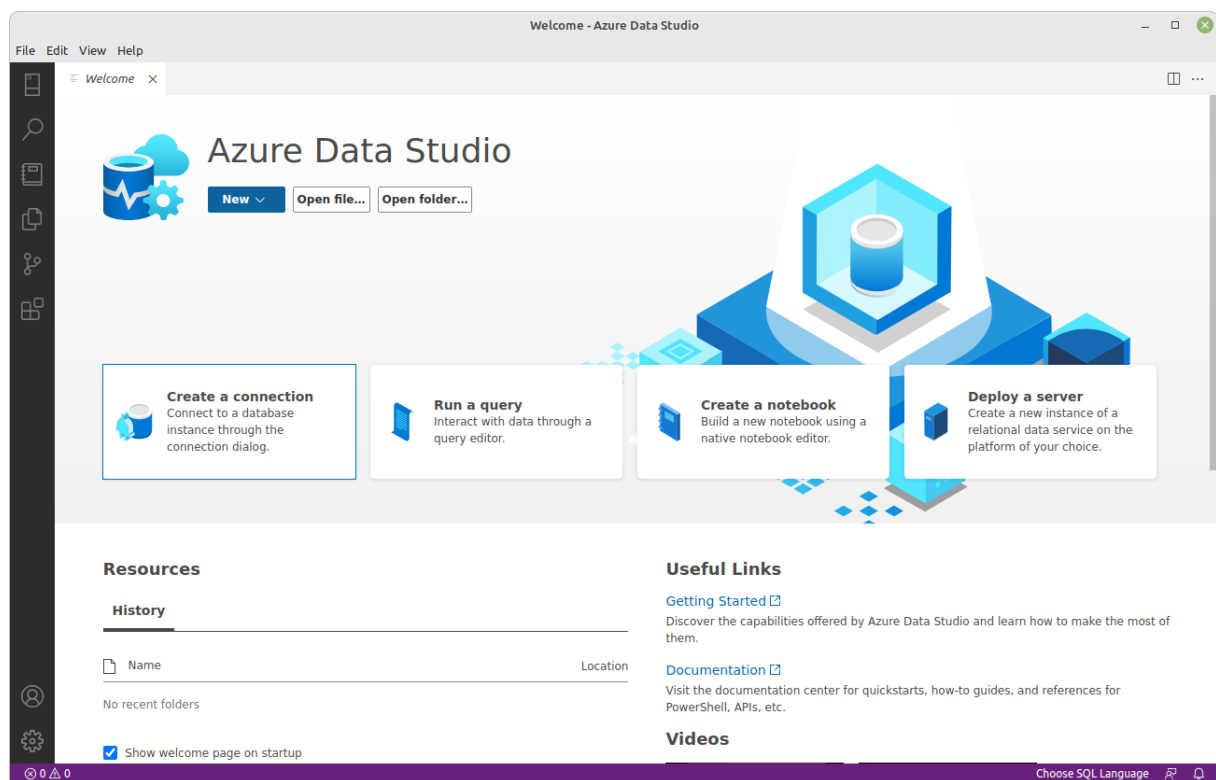 Welcome - Azure Data Studio
File Edit View Help
Welcome
Azure Data Studio
New
Open file...
Open folder...
Create a connection
Connect to a database
instance through the
connection dialog.
Run a query
Interact with data through a
query editor.
Create a notebook
Build a new notebook using a
native notebook editor.
Deploy a server
Create a new instance of a
relational data service on the
platform of your choice.
Resources
History
Name
Location
No recent folders
Show welcome page on startup
Useful Links
Getting Started
Discover the capabilities offered by Azure Data Studio and learn how to make the most of
them.
Documentation
Visit the documentation center for quickstarts, how-to guides, and references for
PowerShell, APIs, etc.
Videos
0 0
Choose SQL Language